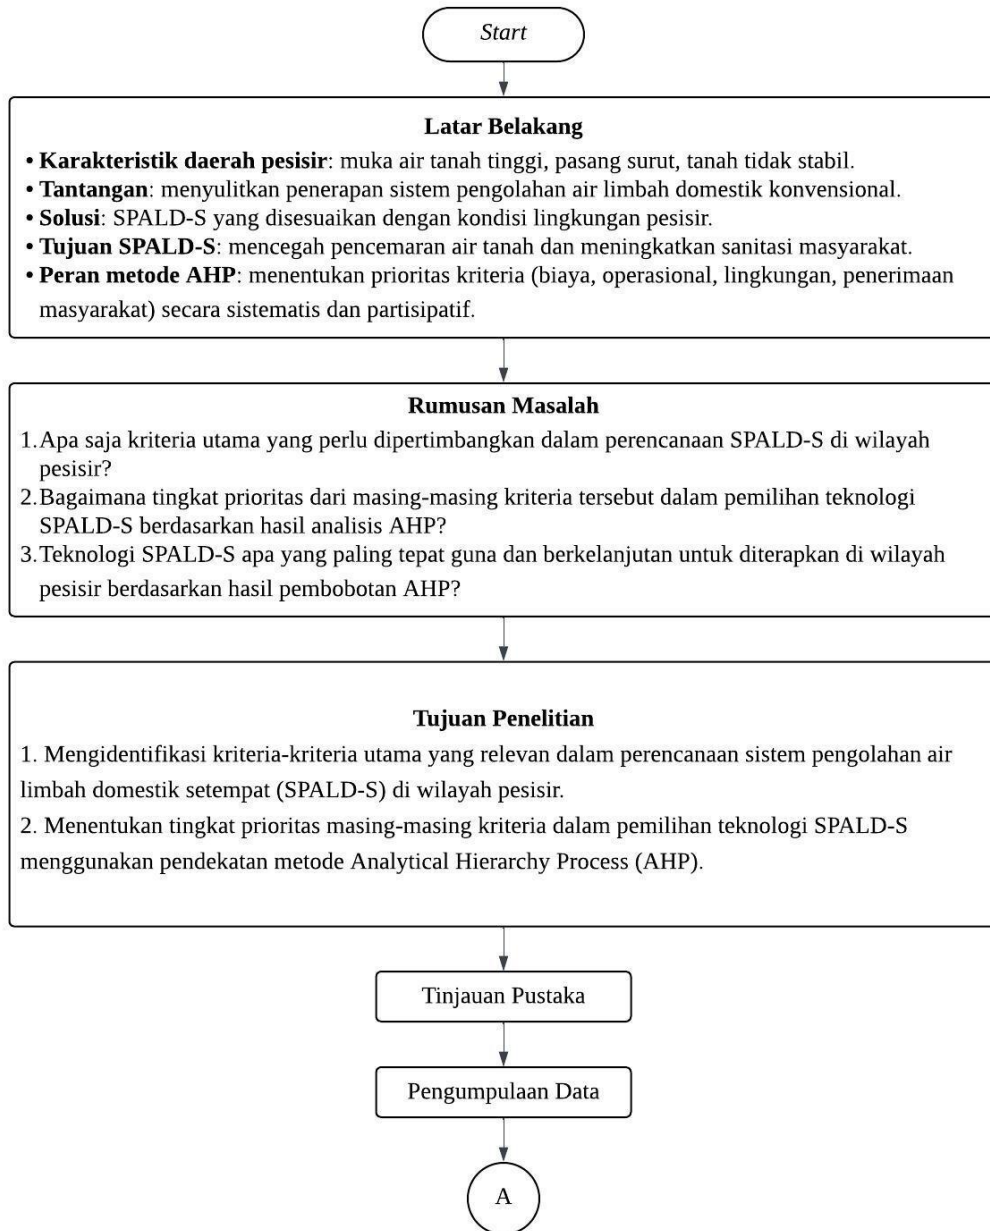 Start
Latar Belakang
• Karakteristik daerah pesisir: muka air tanah tinggi, pasang surut, tanah tidak stabil.
• Tantangan: menyulitkan penerapan sistem pengolahan air limbah domestik konvensional.
• Solusi: SPALD-S yang disesuaikan dengan kondisi lingkungan pesisir.
• Tujuan SPALD-S: mencegah pencemaran air tanah dan meningkatkan sanitasi masyarakat.
• Peran metode AHP: menentukan prioritas kriteria (biaya, operasional, lingkungan, penerimaan
masyarakat) secara sistematis dan partisipatif.
Rumusan Masalah
1. Apa saja kriteria utama yang perlu dipertimbangkan dalam perencanaan SPALD-S di wilayah
pesisir?
2. Bagaimana tingkat prioritas dari masing-masing kriteria tersebut dalam pemilihan teknologi
SPALD-S berdasarkan hasil analisis AHP?
3. Teknologi SPALD-S apa yang paling tepat guna dan berkelanjutan untuk diterapkan di wilayah
pesisir berdasarkan hasil pembobotan AHP?
Tujuan Penelitian
1. Mengidentifikasi kriteria-kriteria utama yang relevan dalam perencanaan sistem pengolahan air
limbah domestik setempat (SPALD-S) di wilayah pesisir.
2. Menentukan tingkat prioritas masing-masing kriteria dalam pemilihan teknologi SPALD-S
menggunakan pendekatan metode Analytical Hierarchy Process (AHP).
Tinjauan Pustaka
Pengumpulaan Data
A